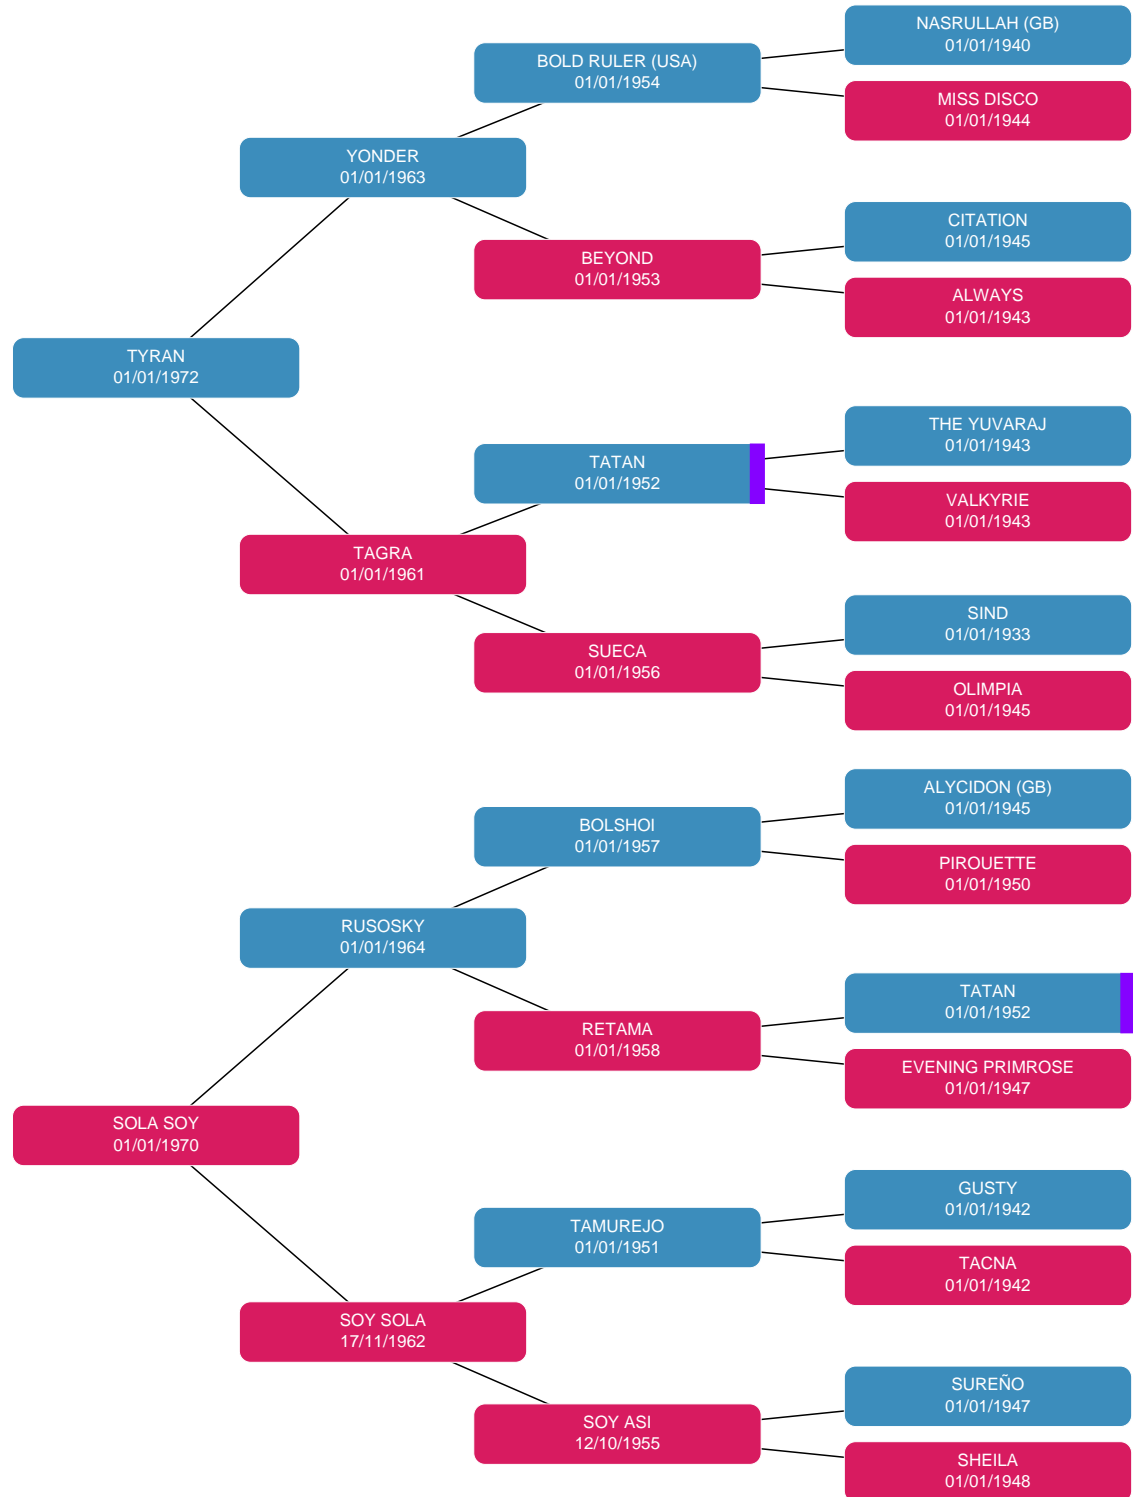 NASRULLAH (GB)
01/01/1940
BOLD RULER (USA)
01/01/1954
MISS DISCO
01/01/1944
YONDER
01/01/1963
CITATION
01/01/1945
BEYOND
01/01/1953
ALWAYS
01/01/1943
TYRAN
01/01/1972
THE YUVARAJ
01/01/1943
TATAN
01/01/1952
VALKYRIE
01/01/1943
TAGRA
01/01/1961
SIND
01/01/1933
SUECA
01/01/1956
OLIMPIA
01/01/1945
ALYCIDON (GB)
01/01/1945
BOLSHOI
01/01/1957
PIROUETTE
01/01/1950
RUSOSKY
01/01/1964
TATAN
01/01/1952
RETAMA
01/01/1958
EVENING PRIMROSE
01/01/1947
SOLA SOY
01/01/1970
GUSTY
01/01/1942
TAMUREJO
01/01/1951
TACNA
01/01/1942
SOY SOLA
17/11/1962
SUREÑO
01/01/1947
SOY ASI
12/10/1955
SHEILA
01/01/1948